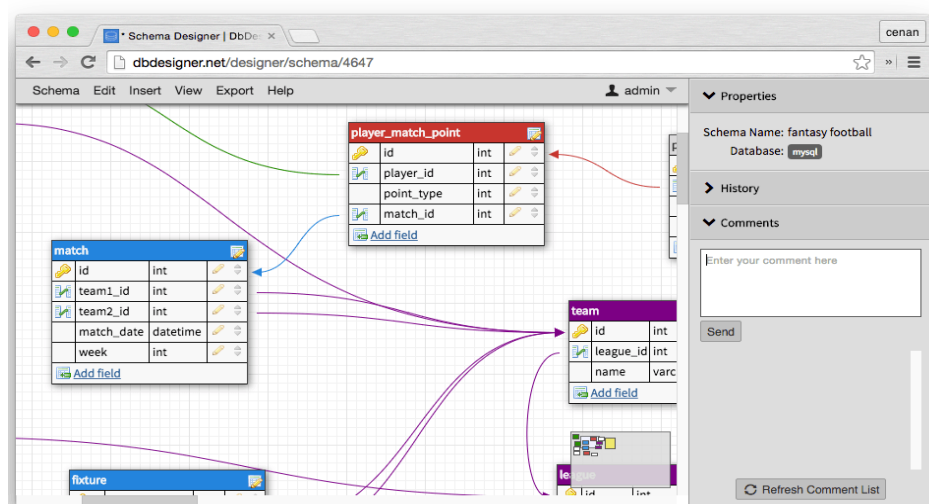 * Schema Designer | DbDe
cenan
dbdesigner.net/designer/schema/4647
»
Schema Edit Insert View Export Help
admin
player_match_point
id int
player_id int
point_type int
match_id int
Add field
match
id int
team1_id int
team2_id int
match_date datetime
week int
Add field
team
id int
league_id int
name varc
Add field
fixture
league
id int
Properties
Schema Name: fantasy football
Database: mysql
History
Comments
Enter your comment here
Send
Refresh Comment List